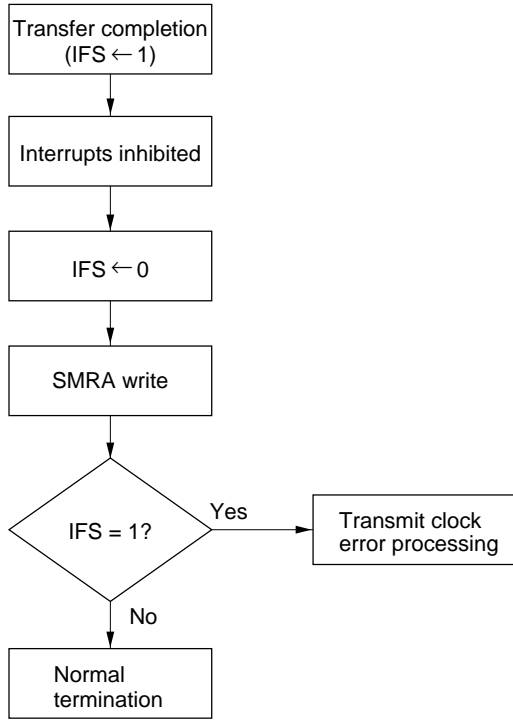 Transfer completion
(IFS ← 1)
Interrupts inhibited
IFS ← 0
SMRA write
IFS = 1?
Yes
Transmit clock
error processing
No
Normal
termination